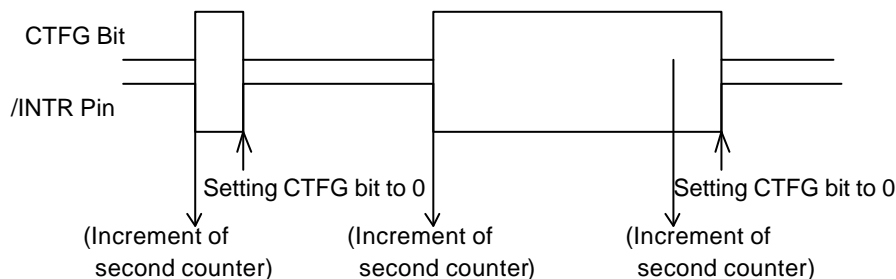 CTFG Bit
/INTR Pin
Setting CTFG bit to 0
Setting CTFG bit to 0
(Increment of
second counter)
(Increment of
second counter)
(Increment of
second counter)